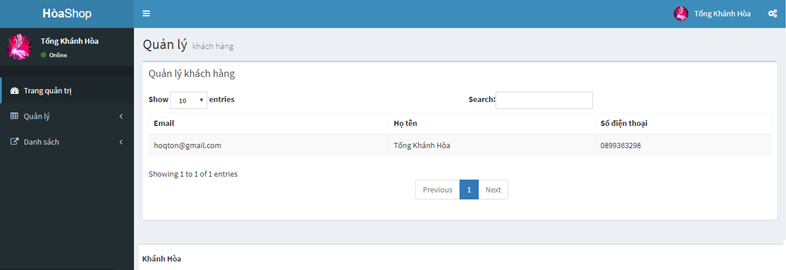 HòaShop
Tống Khánh Hòa
Tống Khánh Hòa
Online
Trang quản trị
Quản lý
Danh sách
Quản lý khách hàng
Quản lý khách hàng
Show 10 entries Search:
Email Họ tên Số điện thoại
hoqton@gmail.com Tống Khánh Hòa 0899363298
Showing 1 to 1 of 1 entries
Previous 1 Next
Khánh Hòa